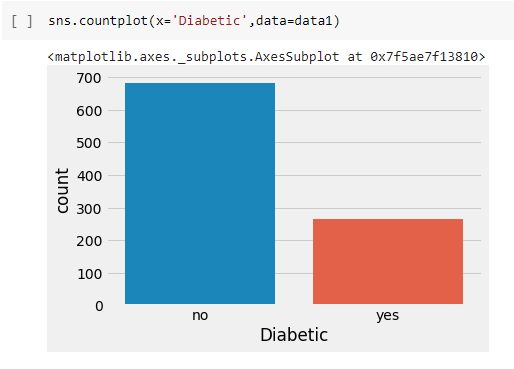 [ ] sns.countplot(x='Diabetic',data=data1)
<matplotlib.axes._subplots.AxesSubplot at 0x7f5ae7f13810>
700
600
500
400
300
200
100
0
count
no yes
Diabetic